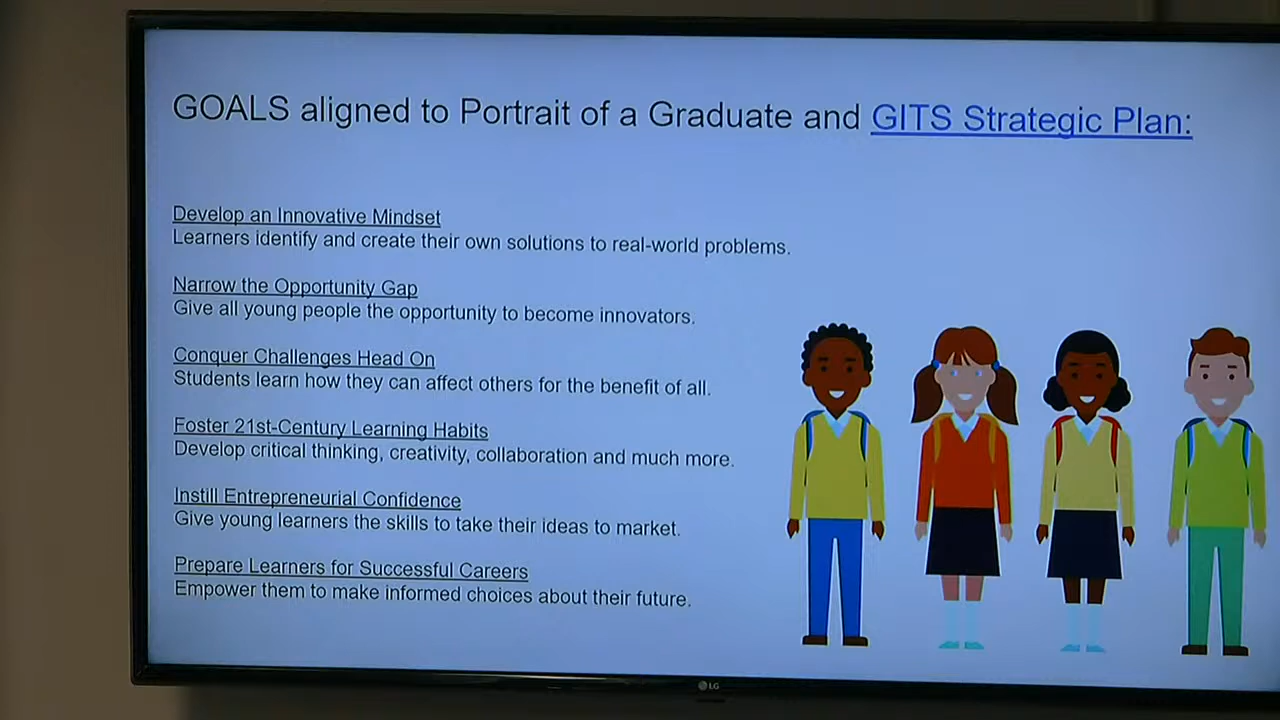 GOALS aligned to Portrait of a Graduate and GITS Strategic Plan:
Develop an Innovative Mindset
Learners identify and create their own solutions to real-world problems.
Narrow the Opportunity Gap
Give all young people the opportunity to become innovators.
Conquer Challenges Head On
Students learn how they can affect others for the benefit of all.
Foster 21st-Century Learning Habits
Develop critical thinking, creativity, collaboration and much more.
Instill Entrepreneurial Confidence
Give young learners the skills to take their ideas to market.
Prepare Learners for Successful Careers
Empower them to make informed choices about their future.
LG